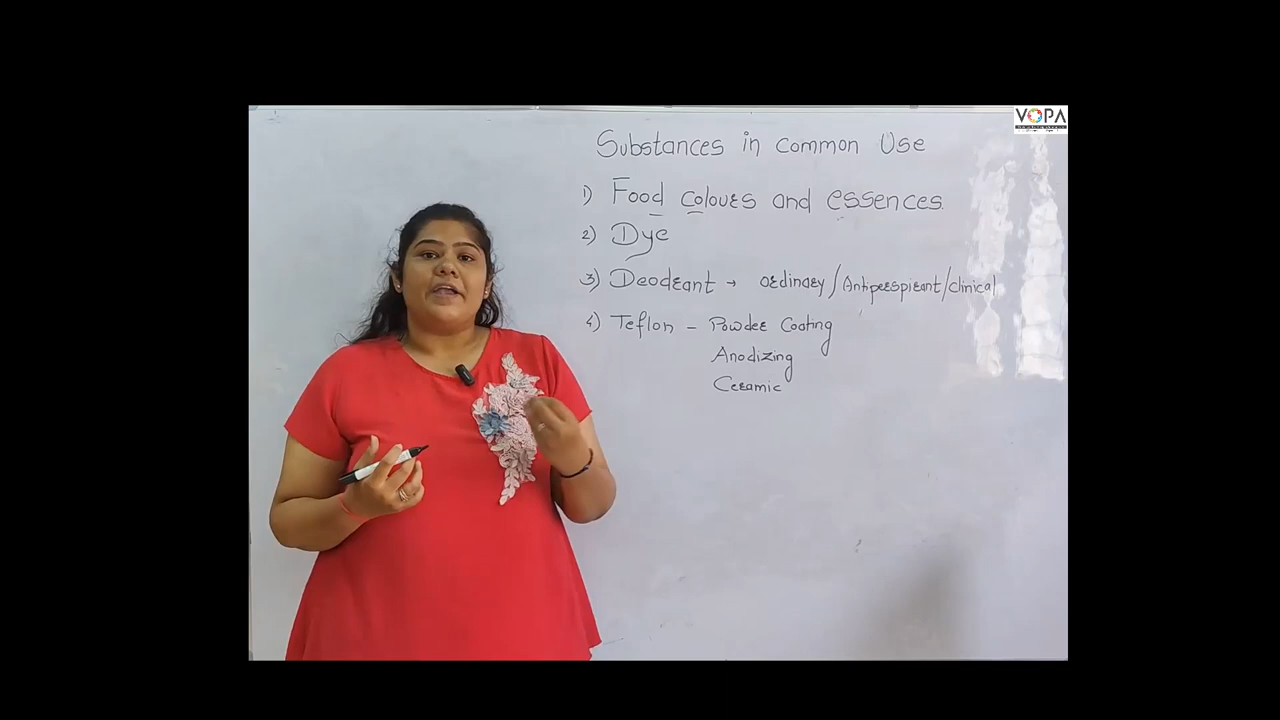 VOPA
Substances in common Use
1) Food colours and essences.
2) Dye
3) Deodrant → ordinary/Antiperspirant/clinical
4) Teflon - Powder Coating
Anodizing
Ceramic